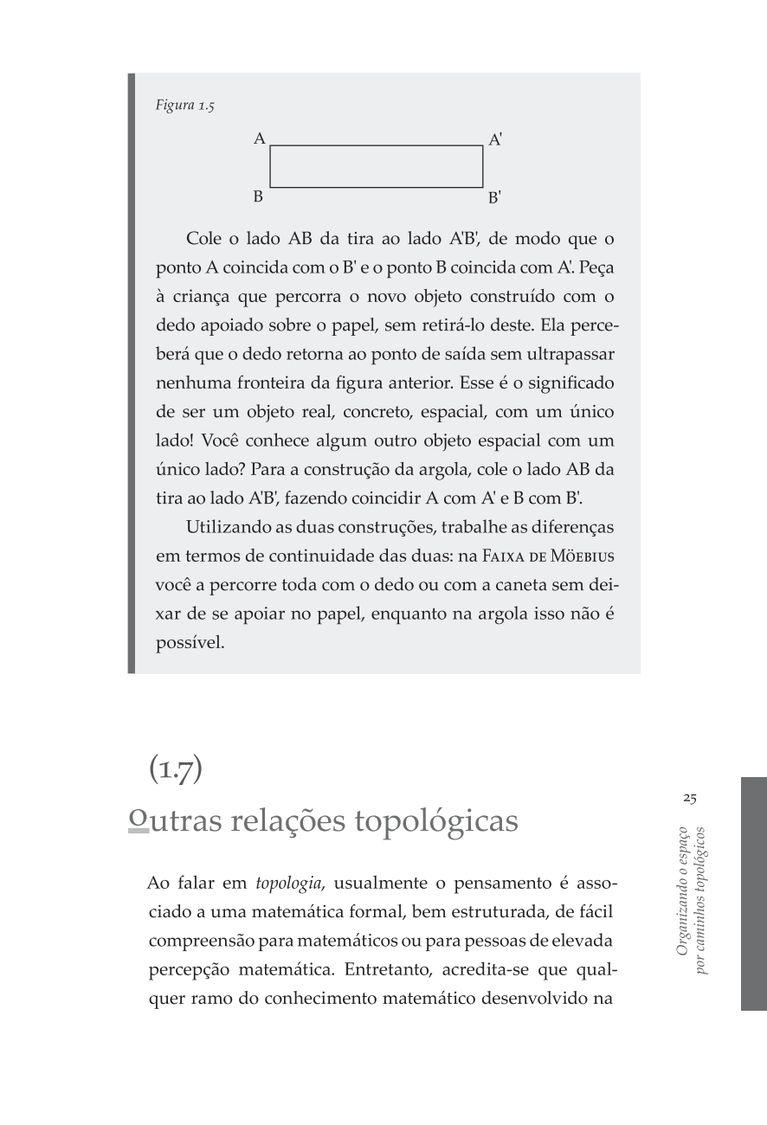 Figura 1.5
A A'
B B'
Cole o lado AB da tira ao lado A'B', de modo que o
ponto A coincida com o B' e o ponto B coincida com A'. Peça
à criança que percorra o novo objeto construído com o
dedo apoiado sobre o papel, sem retirá-lo deste. Ela perce-
berá que o dedo retorna ao ponto de saída sem ultrapassar
nenhuma fronteira da figura anterior. Esse é o significado
de ser um objeto real, concreto, espacial, com um único
lado! Você conhece algum outro objeto espacial com um
único lado? Para a construção da argola, cole o lado AB da
tira ao lado A'B', fazendo coincidir A com A' e B com B'.
Utilizando as duas construções, trabalhe as diferenças
em termos de continuidade das duas: na FAIXA DE MÖEBIUS
você a percorre toda com o dedo ou com a caneta sem dei-
xar de se apoiar no papel, enquanto na argola isso não é
possível.
(1.7)
outras relações topológicas
Ao falar em topologia, usualmente o pensamento é asso-
ciado a uma matemática formal, bem estruturada, de fácil
compreensão para matemáticos ou para pessoas de elevada
percepção matemática. Entretanto, acredita-se que qual-
quer ramo do conhecimento matemático desenvolvido na
25
Organizando o espaço
por caminhos topológicos